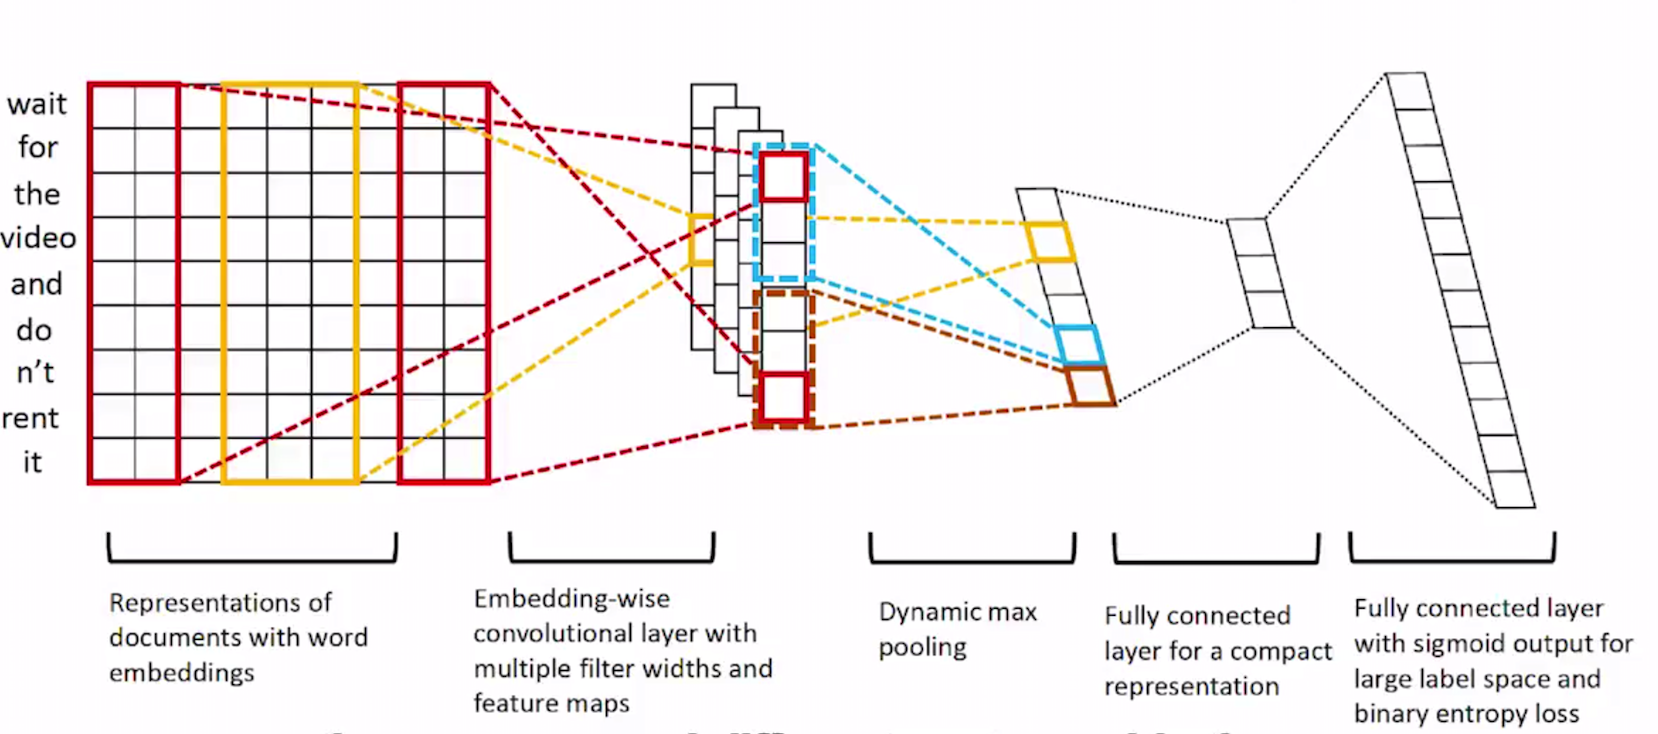 wait
for
the
video
and
do
n't
rent
it
Representations of
documents with word
embeddings
Embedding-wise
convolutional layer with
multiple filter widths and
feature maps
Dynamic max
pooling
Fully connected
layer for a compact
representation
Fully connected layer
with sigmoid output for
large label space and
binary entropy loss